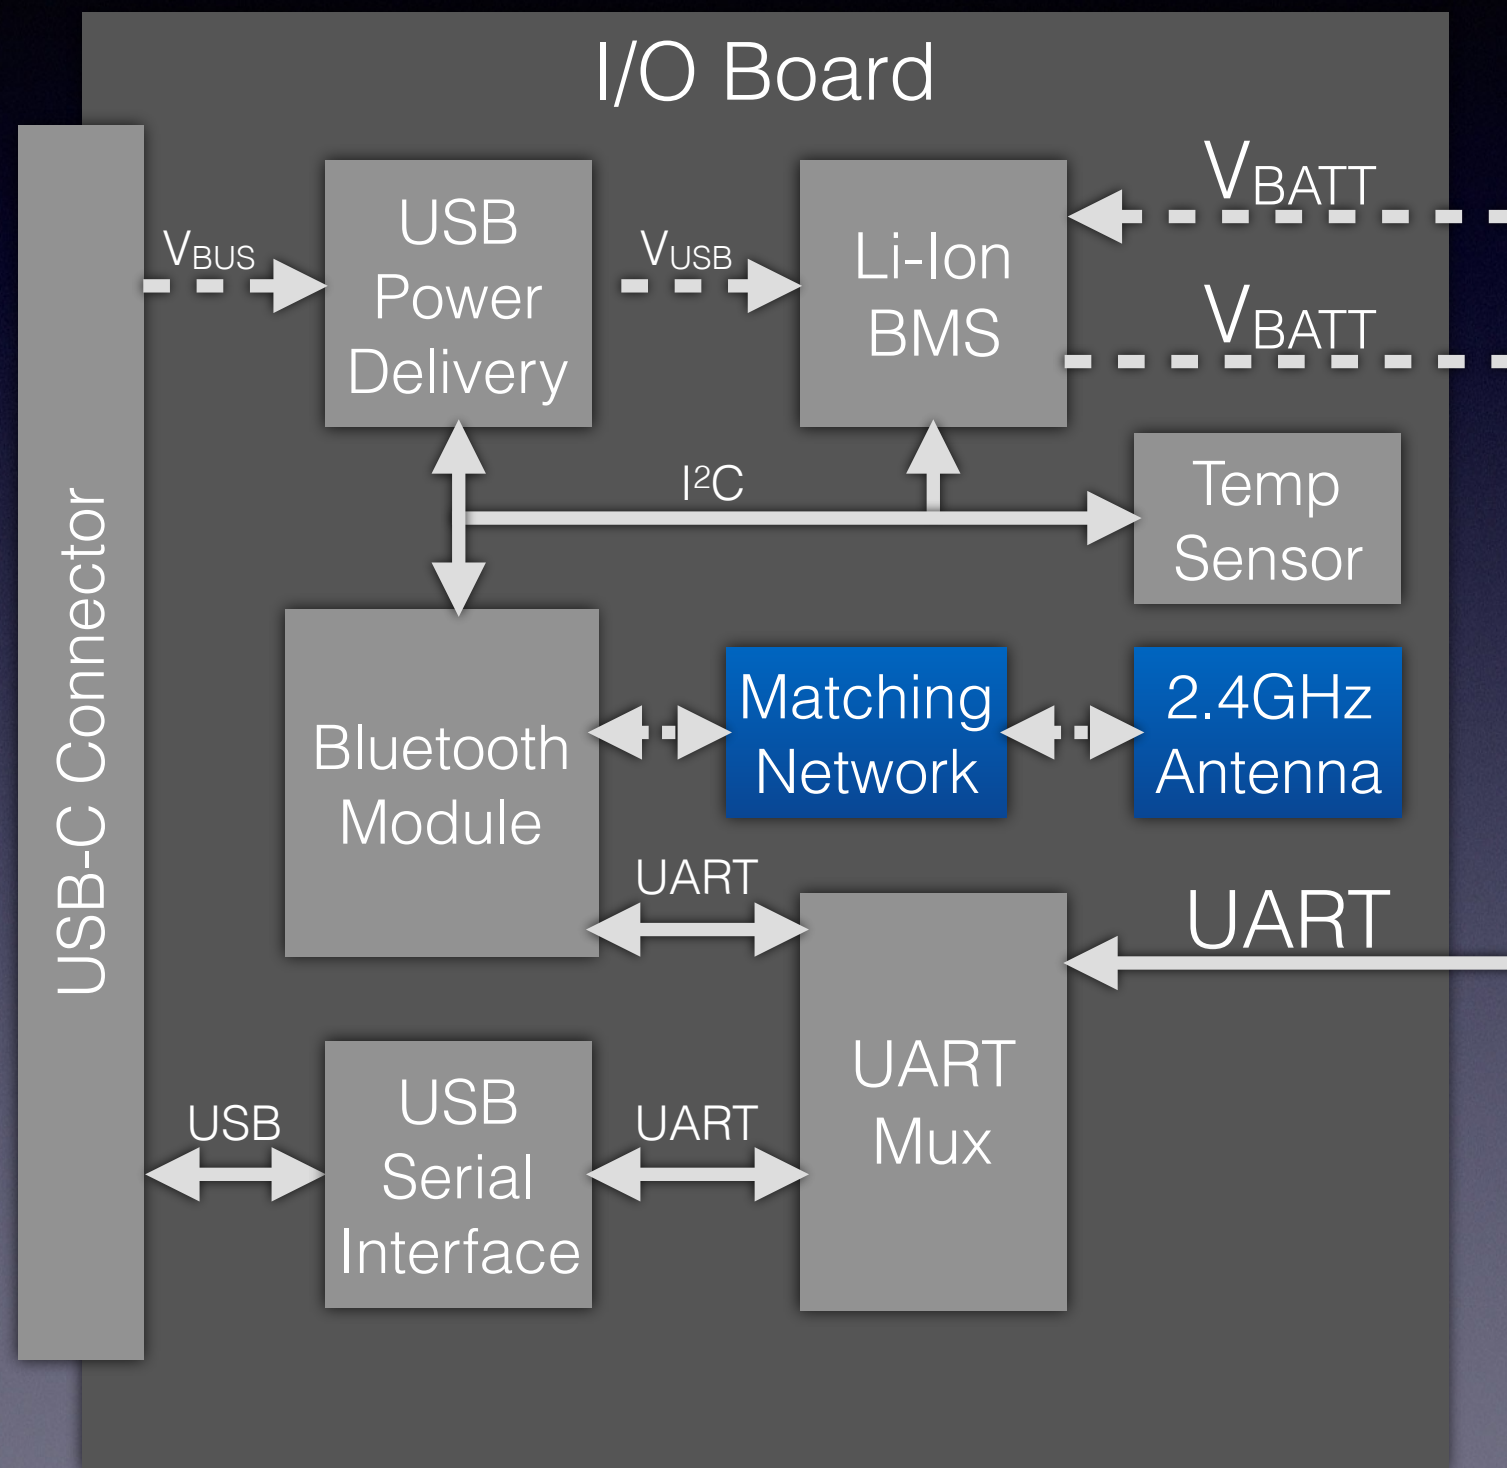 I/O Board
USB-C Connector
VBUS
USB
Power
Delivery
VUSB
Li-Ion
BMS
VBATT
VBATT
I²C
Temp
Sensor
Bluetooth
Module
Matching
Network
2.4GHz
Antenna
UART
UART
UART
Mux
USB
USB
Serial
Interface
UART